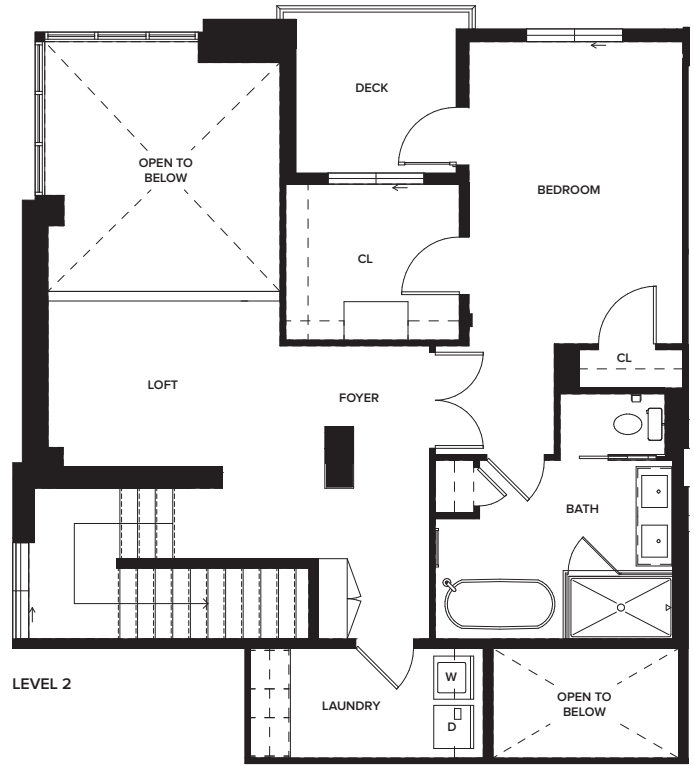 DECK
OPEN TO
BELOW
BEDROOM
CL
CL
LOFT
FOYER
BATH
LEVEL 2
W
LAUNDRY
D
OPEN TO
BELOW